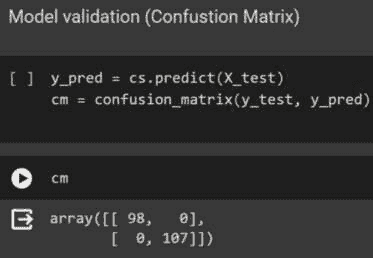 Model validation (Confustion Matrix)
[ ] y_pred = cs.predict(X_test)
cm = confusion_matrix(y_test, y_pred)
cm
array([[ 98,   0],
[  0, 107]])